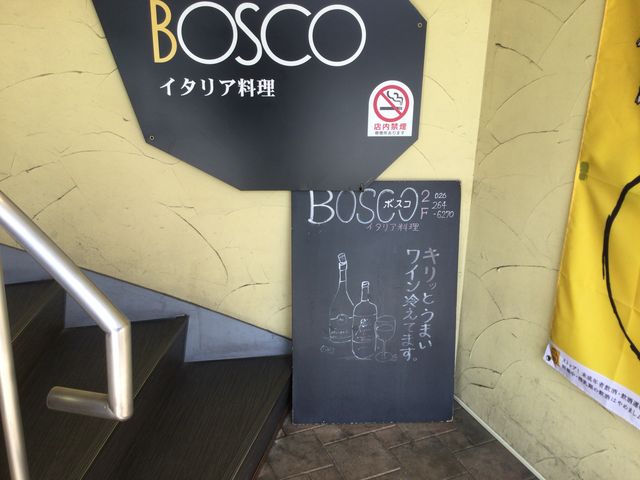 BOSCO
イタリア料理
店内禁煙
BOSCO
ボスコ
2F
026
264
-6270
イタリア料理
キリッとうまい
ワイン冷えてます。